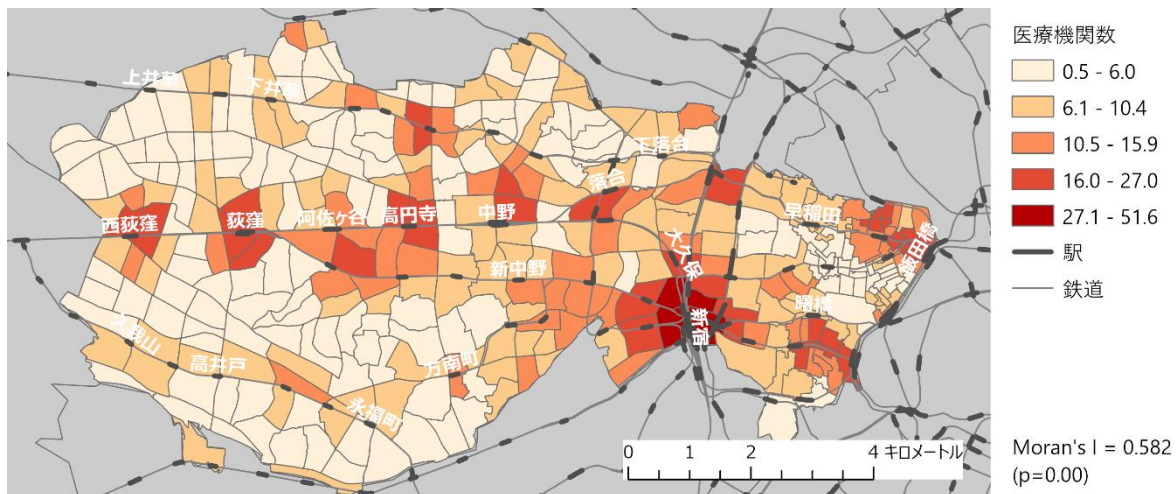 医療機関数
0.5 - 6.0
6.1 - 10.4
10.5 - 15.9
16.0 - 27.0
27.1 - 51.6
駅
鉄道
上井草
下井草
下落合
落合
早稲田
西荻窪
荻窪
阿佐ヶ谷
高円寺
中野
飯田橋
大久保
新中野
曙橋
新宿
久我山
高井戸
方南町
永福町
0 1 2 4 キロメートル
Moran's I = 0.582
(p=0.00)